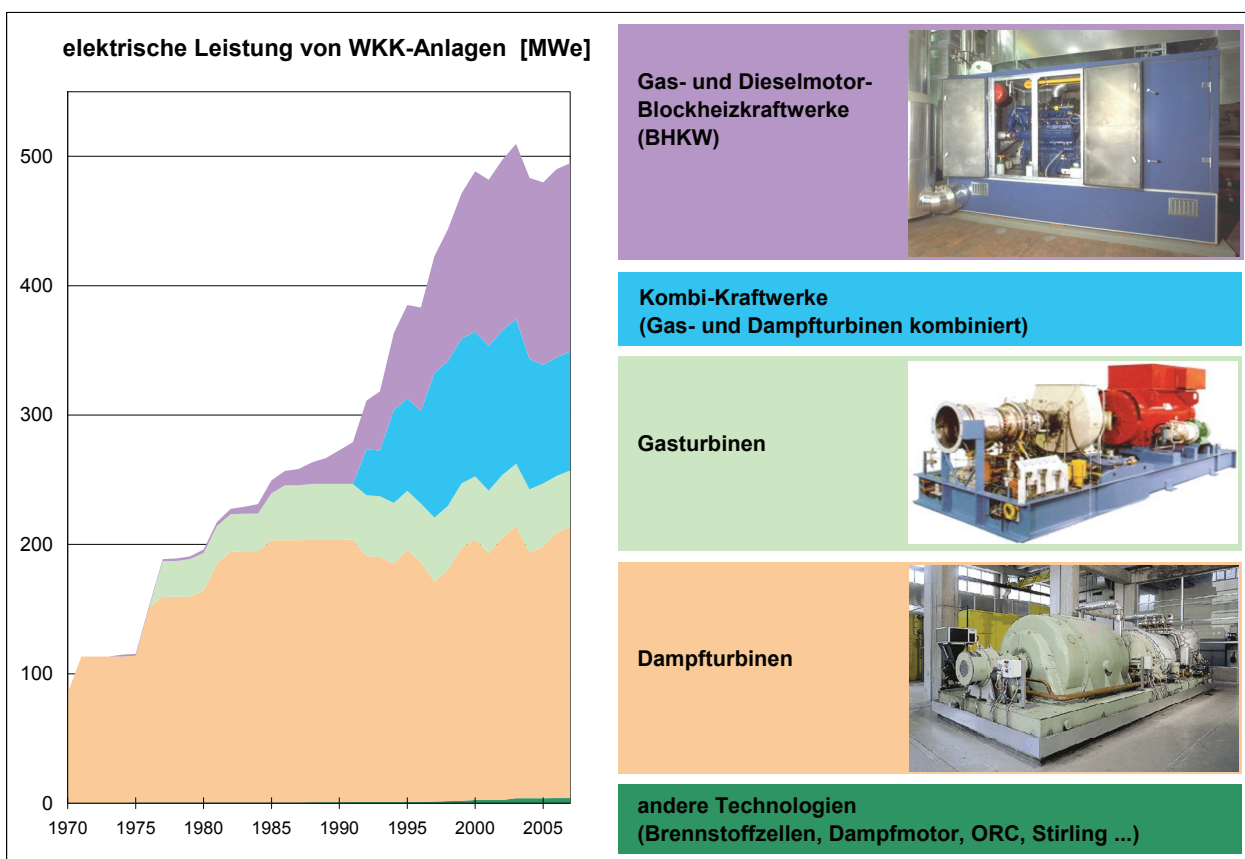 elektrische Leistung von WKK-Anlagen [MWe]
500
400
300
200
100
0
1970
1975
1980
1985
1990
1995
2000
2005
Gas- und Dieselmotor-
Blockheizkraftwerke
(BHKW)
Kombi-Kraftwerke
(Gas- und Dampfturbinen kombiniert)
Gasturbinen
Dampfturbinen
andere Technologien
(Brennstoffzellen, Dampfmotor, ORC, Stirling ...)